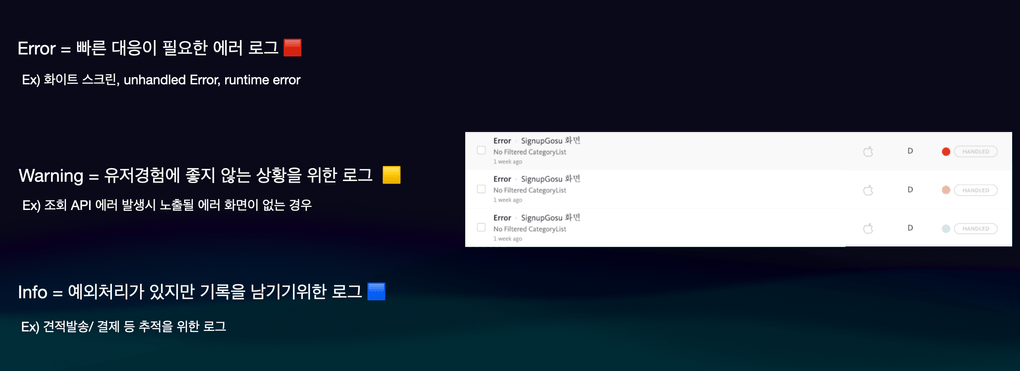 Error = 빠른 대응이 필요한 에러 로그
Ex) 화이트 스크린, unhandled Error, runtime error
Warning = 유저경험에 좋지 않는 상황을 위한 로그
Ex) 조회 API 에러 발생시 노출될 에러 화면이 없는 경우
Info = 예외처리가 있지만 기록을 남기기위한 로그
Ex) 견적발송/ 결제 등 추적을 위한 로그
Error SignupGosu 화면
No Filtered CategoryList
1 week ago
D
HANDLED
Error SignupGosu 화면
No Filtered CategoryList
1 week ago
D
HANDLED
Error SignupGosu 화면
No Filtered CategoryList
1 week ago
D
HANDLED